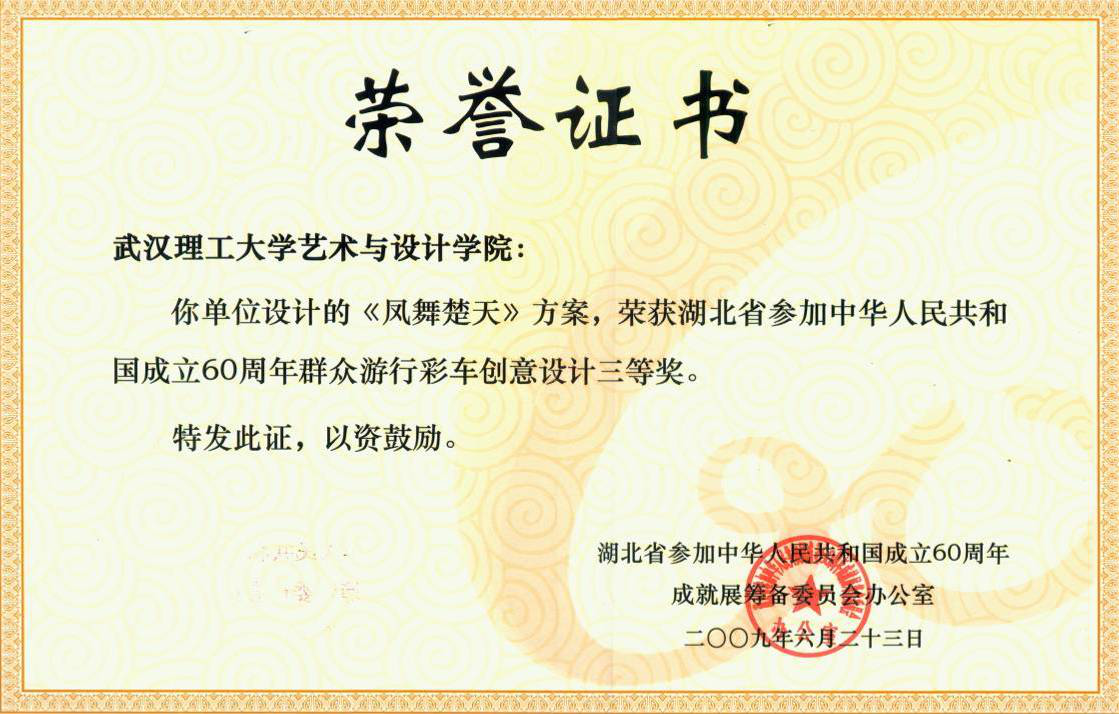 荣誉证书
武汉理工大学艺术与设计学院：
你单位设计的《凤舞楚天》方案，荣获湖北省参加中华人民共和
国成立60周年群众游行彩车创意设计三等奖。
特发此证，以资鼓励。
湖北省参加中华人民共和国成立60周年
成就展筹备委员会办公室
二〇〇九年六月二十三日
办公室